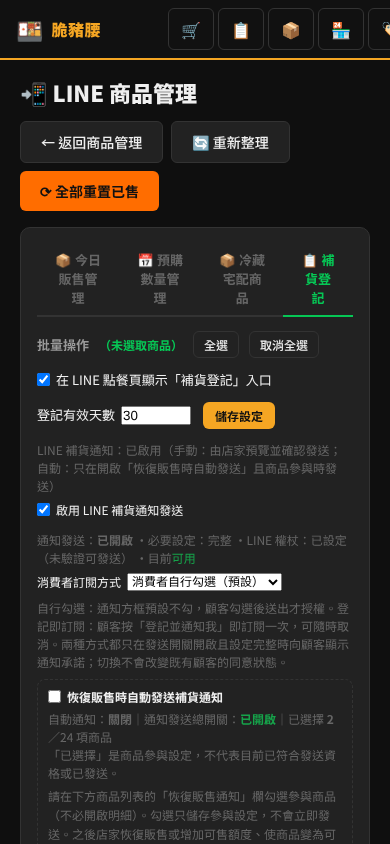 脆豬腰
📲 LINE 商品管理
← 返回商品管理
🔄 重新整理
⟳ 全部重置已售
📦 今日
販售管
理
📅 預購
數量管
理
📦 冷藏
宅配商
品
📋 補
貨登
記
批量操作 （未選取商品） 全選 取消全選
在 LINE 點餐頁顯示「補貨登記」入口
登記有效天數 30 儲存設定
LINE 補貨通知：已啟用（手動：由店家預覽並確認發送；
自動：只在開啟「恢復販售時自動發送」且商品參與時發
送）
啟用 LINE 補貨通知發送
通知發送：已開啟 ・必要設定：完整 ・LINE 權杖：已設定
（未驗證可發送） ・目前可用
消費者訂閱方式 消費者自行勾選（預設）
自行勾選：通知方框預設不勾，顧客勾選後送出才授權。登
記即訂閱：顧客按「登記並通知我」即訂閱一次，可隨時取
消。兩種方式都只在發送開關開啟且設定完整時向顧客顯示
通知承諾；切換不會改變既有顧客的同意狀態。
恢復販售時自動發送補貨通知
自動通知：關閉｜通知發送總開關：已開啟｜已選擇 2
／24 項商品
「已選擇」是商品參與設定，不代表目前已符合發送資
格或已發送。
請在下方商品列表的「恢復販售通知」欄勾選參與商品
（不必開啟明細）。勾選只儲存參與設定，不會立即發
送。之後店家恢復販售或增加可售額度、使商品變為可